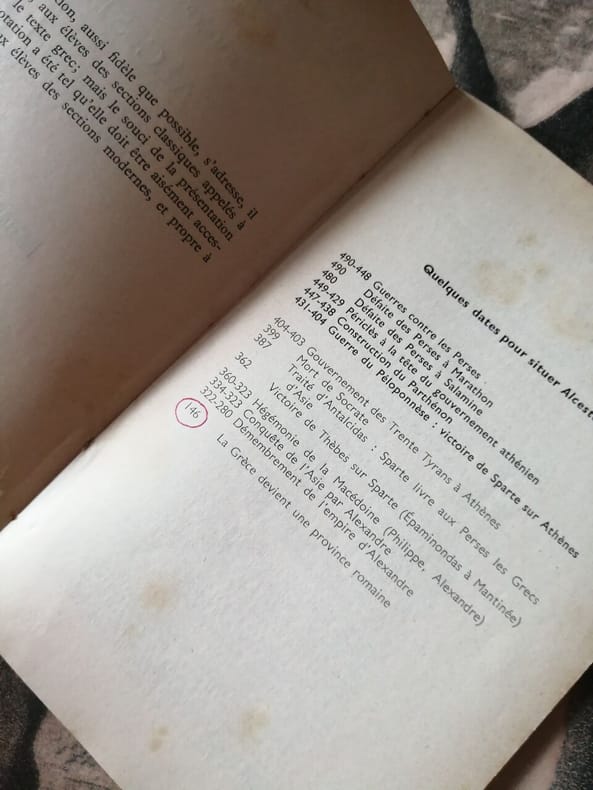 tion, aussi fidèle que possible, s'adresse, il
aux élèves des sections classiques appelés à
le texte grec; mais le souci de la présentation
otation a été tel qu'elle doit être aisément acces-
ux élèves des sections modernes, et propre à
Quelques dates pour situer Alceste
490-448 Guerres contre les Perses
490 Défaite des Perses à Marathon
480 Défaite des Perses à Salamine
449-429 Périclès à la tête du gouvernement athénien
447-438 Construction du Parthénon
431-404 Guerre du Péloponnèse : victoire de Sparte sur Athènes
404-403 Gouvernement des Trente Tyrans à Athènes
399 Mort de Socrate
387 Traité d'Antalcidas : Sparte livre aux Perses les Grecs
d'Asie
362 Victoire de Thèbes sur Sparte (Épaminondas à Mantinée)
360-323 Hégémonie de la Macédoine (Philippe, Alexandre)
334-323 Conquête de l'Asie par Alexandre
322-280 Démembrement de l'empire d'Alexandre
146 La Grèce devient une province romaine